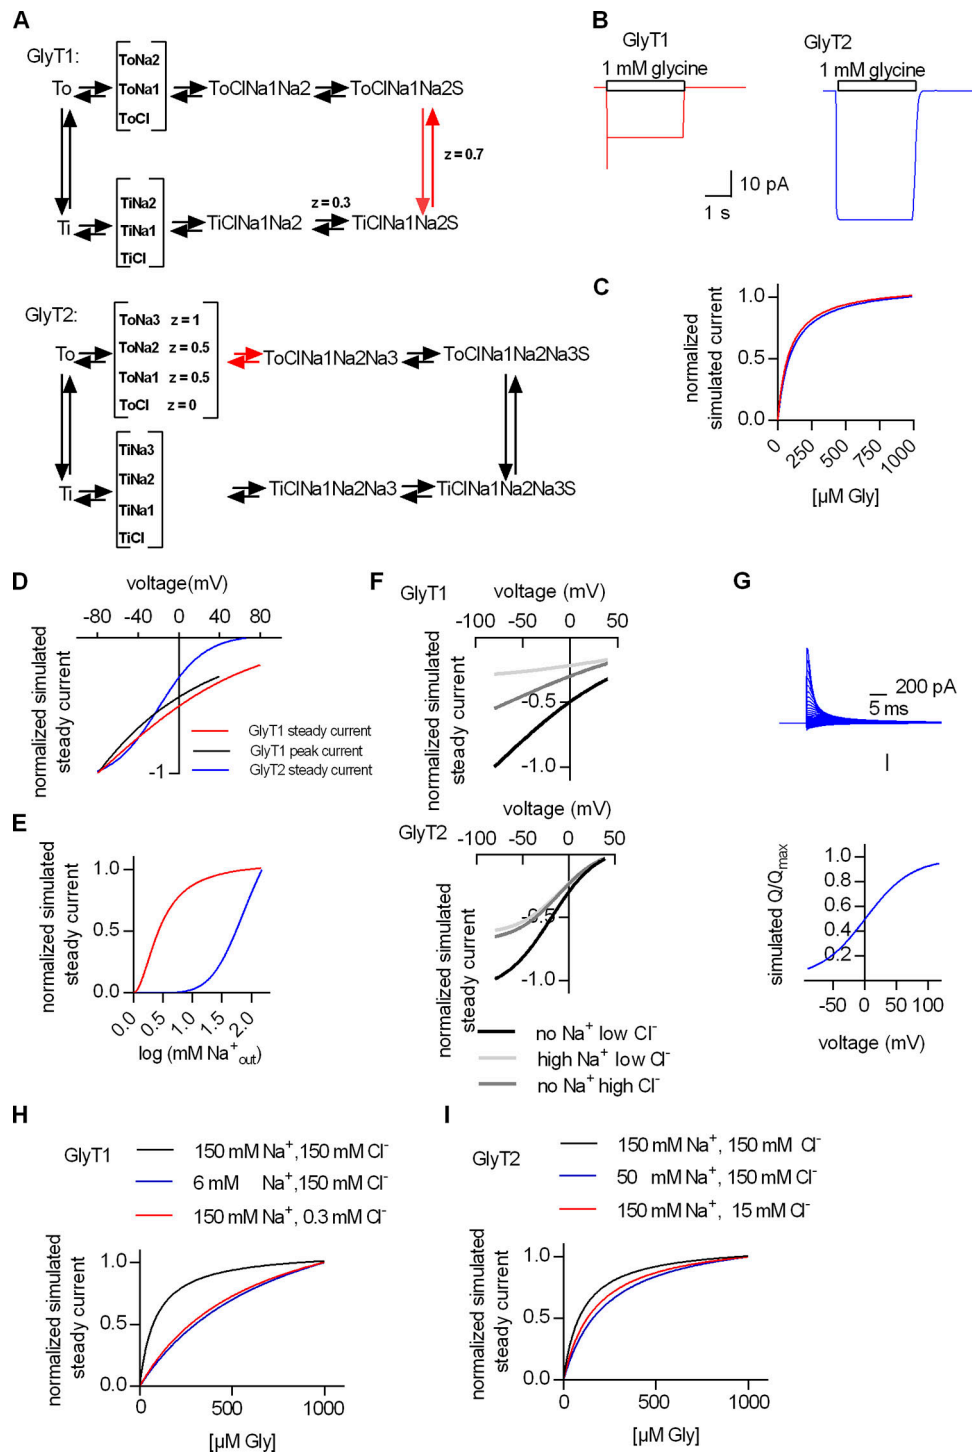 A
GlyT1:
To
ToNa2
ToNa1
ToCl
ToClNa1Na2
ToClNa1Na2S
z = 0.7
Ti
TiNa2
TiNa1
TiCl
TiClNa1Na2
z = 0.3
TiClNa1Na2S
GlyT2:
To
ToNa3 z = 1
ToNa2 z = 0.5
ToNa1 z = 0.5
ToCl z = 0
ToClNa1Na2Na3
ToClNa1Na2Na3S
Ti
TiNa3
TiNa2
TiNa1
TiCl
TiClNa1Na2Na3
TiClNa1Na2Na3S
B
GlyT1
1 mM glycine
GlyT2
1 mM glycine
10 pA
1 s
C
normalized
simulated current
1.0
0.5
0.0
0
250
500
750
1000
[µM Gly]
D
voltage(mV)
-80
-40
0
40
80
normalized simulated
steady current
-1
GlyT1 steady current
GlyT1 peak current
GlyT2 steady current
E
normalized simulated
steady current
1.0
0.5
0.0
0.0
0.5
1.0
1.5
2.0
log (mM Na⁺out)
F
GlyT1
voltage (mV)
-100
-50
0
50
normalized simulated
steady current
-0.5
-1.0
GlyT2
voltage (mV)
-100
-50
0
50
normalized simulated
steady current
-0.5
-1.0
no Na⁺ low Cl⁻
high Na⁺ low Cl⁻
no Na⁺ high Cl⁻
G
200 pA
5 ms
simulated Q/Qmax
1.0
0.8
0.6
0.4
0.2
-50
0
50
100
voltage (mV)
H
GlyT1
150 mM Na⁺,150 mM Cl⁻
6 mM Na⁺,150 mM Cl⁻
150 mM Na⁺, 0.3 mM Cl⁻
normalized simulated
steady current
1.0
0.5
0.0
0
500
1000
[µM Gly]
I
GlyT2
150 mM Na⁺, 150 mM Cl⁻
50 mM Na⁺, 150 mM Cl⁻
150 mM Na⁺, 15 mM Cl⁻
normalized simulated
steady current
1.0
0.5
0.0
0
500
1000
[µM Gly]